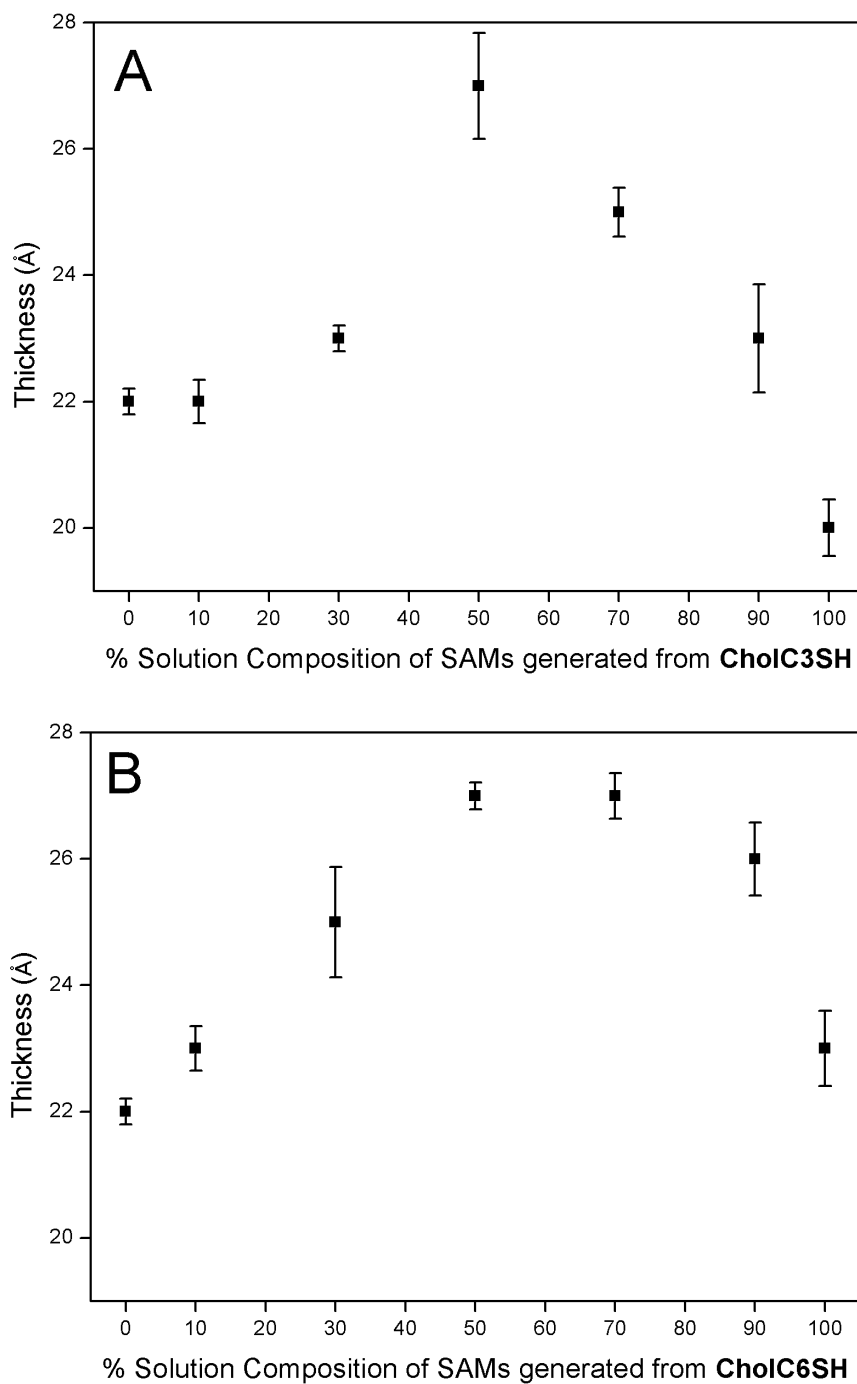 A
28
26
24
22
20
Thickness (Å)
0 10 20 30 40 50 60 70 80 90 100
% Solution Composition of SAMs generated from CholC3SH
B
28
26
24
22
20
Thickness (Å)
0 10 20 30 40 50 60 70 80 90 100
% Solution Composition of SAMs generated from CholC6SH